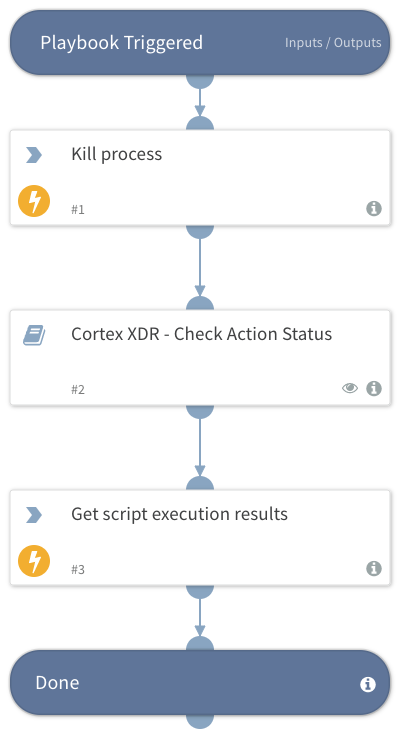 Playbook Triggered
Inputs / Outputs
Kill process
#1
Cortex XDR - Check Action Status
#2
Get script execution results
#3
Done